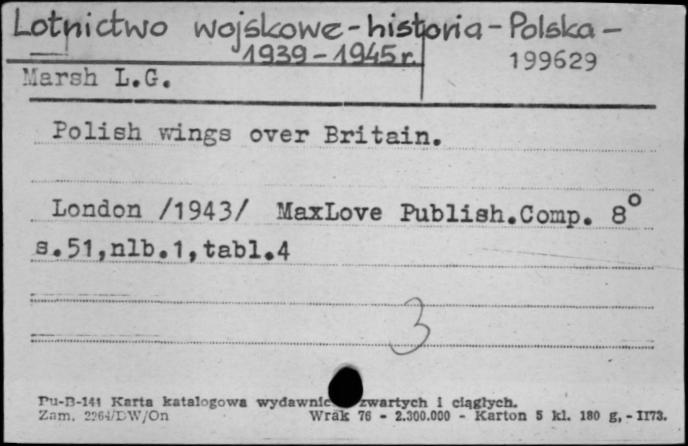 Lotnictwo wojskowe-historia-Polska-
1939-1945r.
199629
Marsh L.G.
Polish wings over Britain.
London /1943/ MaxLove Publish.Comp. 8°
s.51,nlb.1,tabl.4
3
Pu-B-141 Karta katalogowa wydawnic zwartych i ciągłych.
Zam. 2264/DW/On Wrak 76 - 2.300.000 - Karton 5 kl. 180 g, - II73.